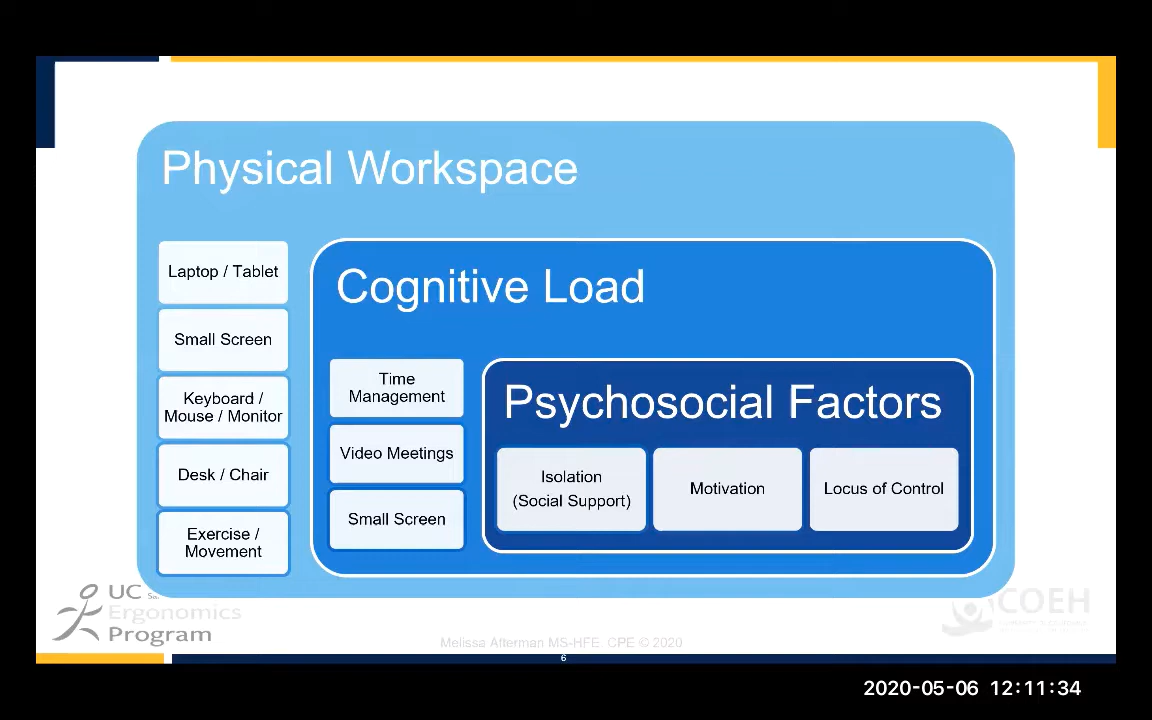 Physical Workspace
Laptop / Tablet
Small Screen
Keyboard /
Mouse / Monitor
Desk / Chair
Exercise /
Movement
Cognitive Load
Time
Management
Video Meetings
Small Screen
Psychosocial Factors
Isolation
(Social Support)
Motivation
Locus of Control
UC
Ergonomics
Program
COEH
Melissa Afterman MS-HFE, CPE © 2020
6
2020-05-06 12:11:34